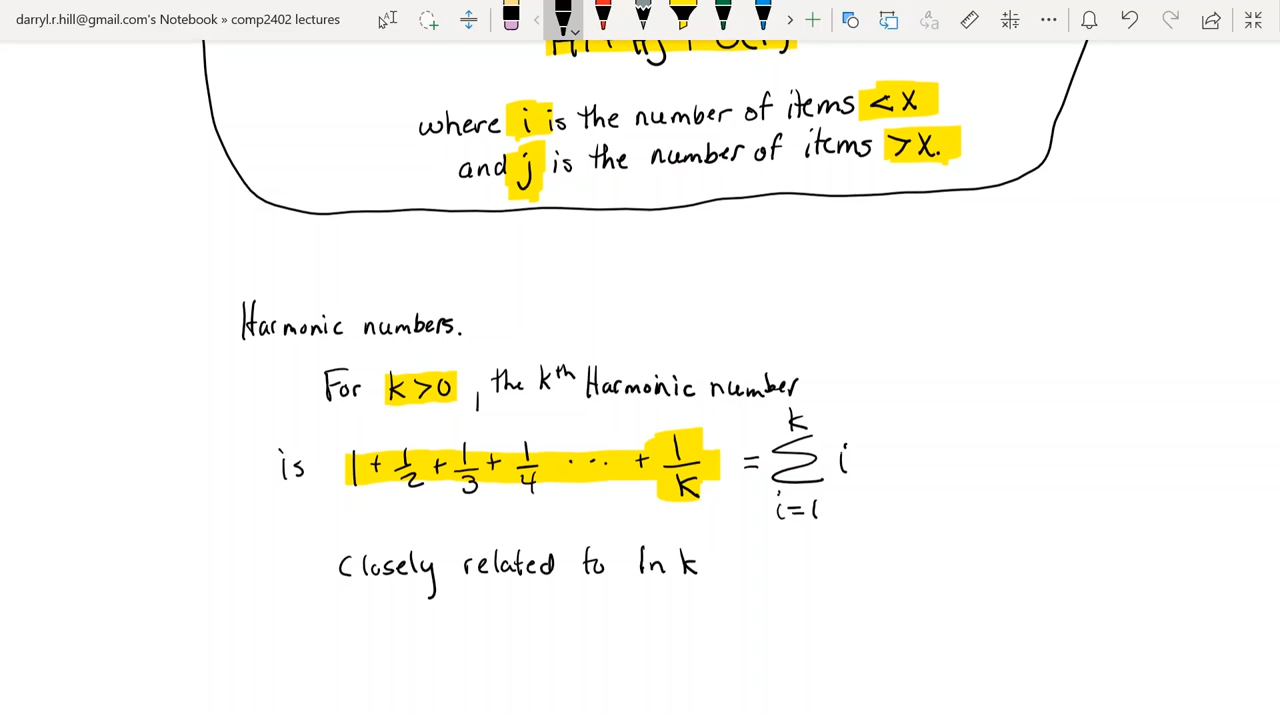 darryl.r.hill@gmail.com's Notebook » comp2402 lectures
where i is the number of items < x
and j is the number of items > x.
Harmonic numbers.
For k>0, the kth Harmonic number
is 1 + 1/2 + 1/3 + 1/4 ... + 1/k = ∑ k i=1 i
closely related to ln k